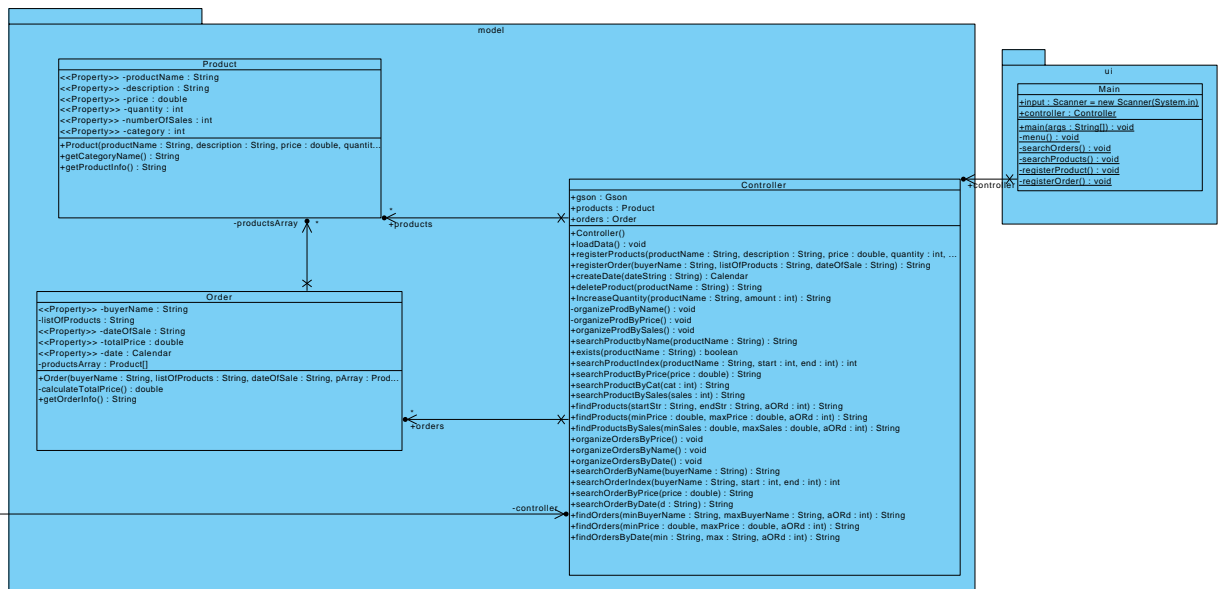 model
Product
<<Property>> -productName : String
<<Property>> -description : String
<<Property>> -price : double
<<Property>> -quantity : int
<<Property>> -numberOfSales : int
<<Property>> -category : int
+Product(productName : String, description : String, price : double, quantit...
+getCategoryName() : String
+getProductInfo() : String
-productsArray
*
*
+products
Order
<<Property>> -buyerName : String
-listOfProducts : String
<<Property>> -dateOfSale : String
<<Property>> -totalPrice : double
<<Property>> -date : Calendar
-productsArray : Product[]
+Order(buyerName : String, listOfProducts : String, dateOfSale : String, pArray : Prod...
-calculateTotalPrice() : double
+getOrderInfo() : String
*
+orders
-controller
Controller
+gson : Gson
+products : Product
+orders : Order
+Controller()
+loadData() : void
+registerProducts(productName : String, description : String, price : double, quantity : int, ...
+registerOrder(buyerName : String, listOfProducts : String, dateOfSale : String) : String
+createDate(dateString : String) : Calendar
+deleteProduct(productName : String) : String
+IncreaseQuantity(productName : String, amount : int) : String
-organizeProdByName() : void
-organizeProdByPrice() : void
+organizeProdBySales() : void
+searchProductbyName(productName : String) : String
+exists(productName : String) : boolean
+searchProductIndex(productName : String, start : int, end : int) : int
+searchProductByPrice(price : double) : String
+searchProductByCat(cat : int) : String
+searchProductBySales(sales : int) : String
+findProducts(startStr : String, endStr : String, aORd : int) : String
+findProducts(minPrice : double, maxPrice : double, aORd : int) : String
+findProductsBySales(minSales : double, maxSales : double, aORd : int) : String
+organizeOrdersByPrice() : void
+organizeOrdersByName() : void
+organizeOrdersByDate() : void
+searchOrderByName(buyerName : String) : String
+searchOrderIndex(buyerName : String, start : int, end : int) : int
+searchOrderByPrice(price : double) : String
+searchOrderByDate(d : String) : String
+findOrders(minBuyerName : String, maxBuyerName : String, aORd : int) : String
+findOrders(minPrice : double, maxPrice : double, aORd : int) : String
+findOrdersByDate(min : String, max : String, aORd : int) : String
+controller
ui
Main
+input : Scanner = new Scanner(System.in)
+controller : Controller
+main(args : String[]) : void
-menu() : void
-searchOrders() : void
-searchProducts() : void
-registerProduct() : void
-registerOrder() : void